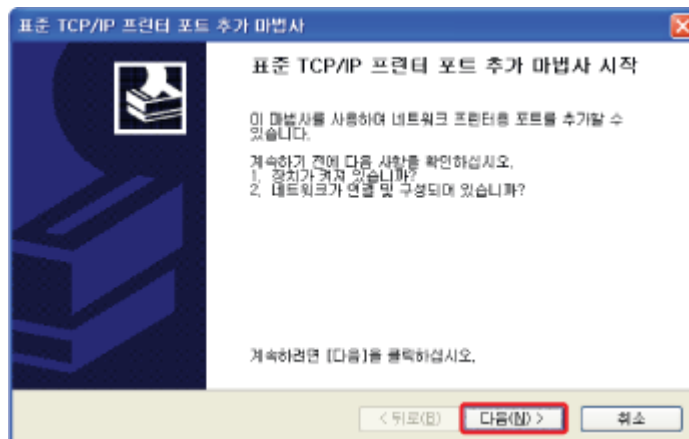 표준 TCP/IP 프린터 포트 추가 마법사
표준 TCP/IP 프린터 포트 추가 마법사 시작
이 마법사를 사용하여 네트워크 프린터용 포트를 추가할 수
있습니다.
계속하기 전에 다음 사항을 확인하십시오.
1. 장치가 켜져 있습니까?
2. 네트워크가 연결 및 구성되어 있습니까?
계속하려면 [다음]을 클릭하십시오.
< 뒤로(B) 다음(N) > 취소